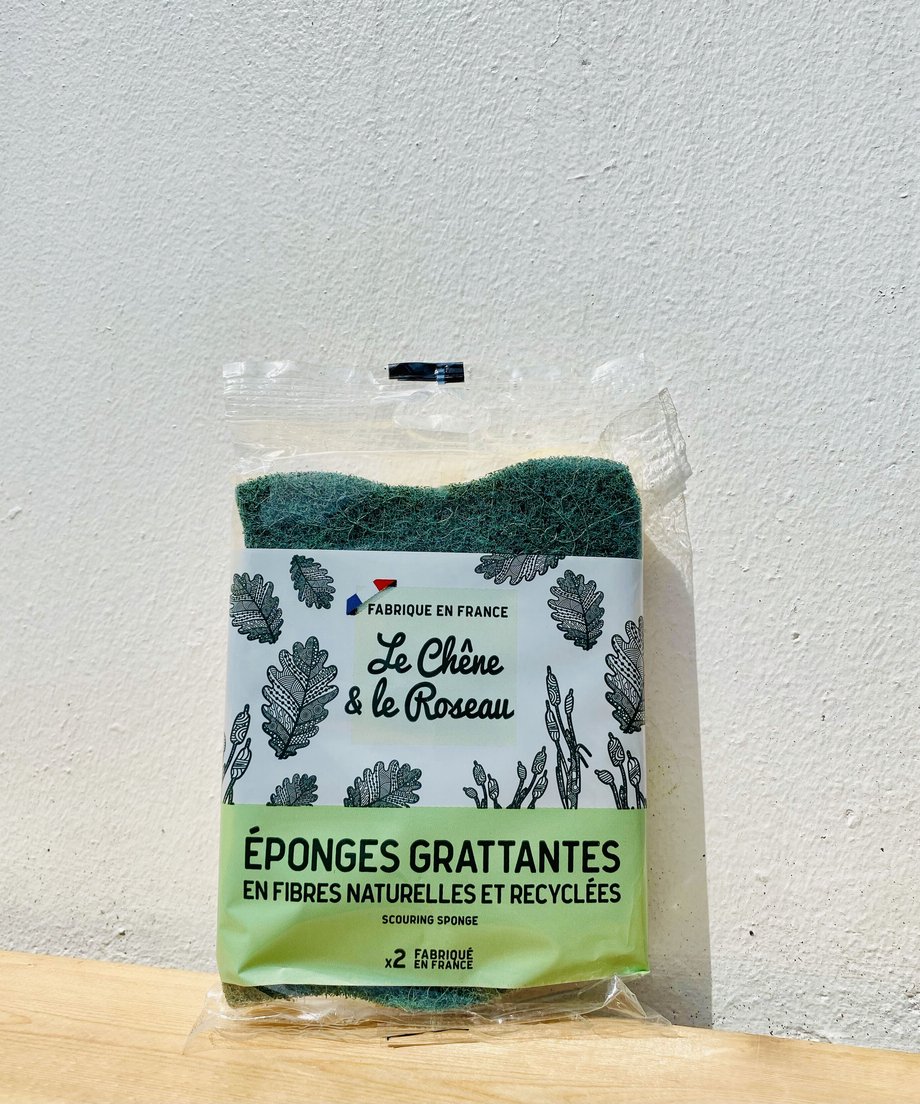 FABRIQUE EN FRANCE
Le Chêne
& le Roseau
ÉPONGES GRATTANTES
EN FIBRES NATURELLES ET RECYCLÉES
SCOURING SPONGE
x2 FABRIQUÉ
EN FRANCE